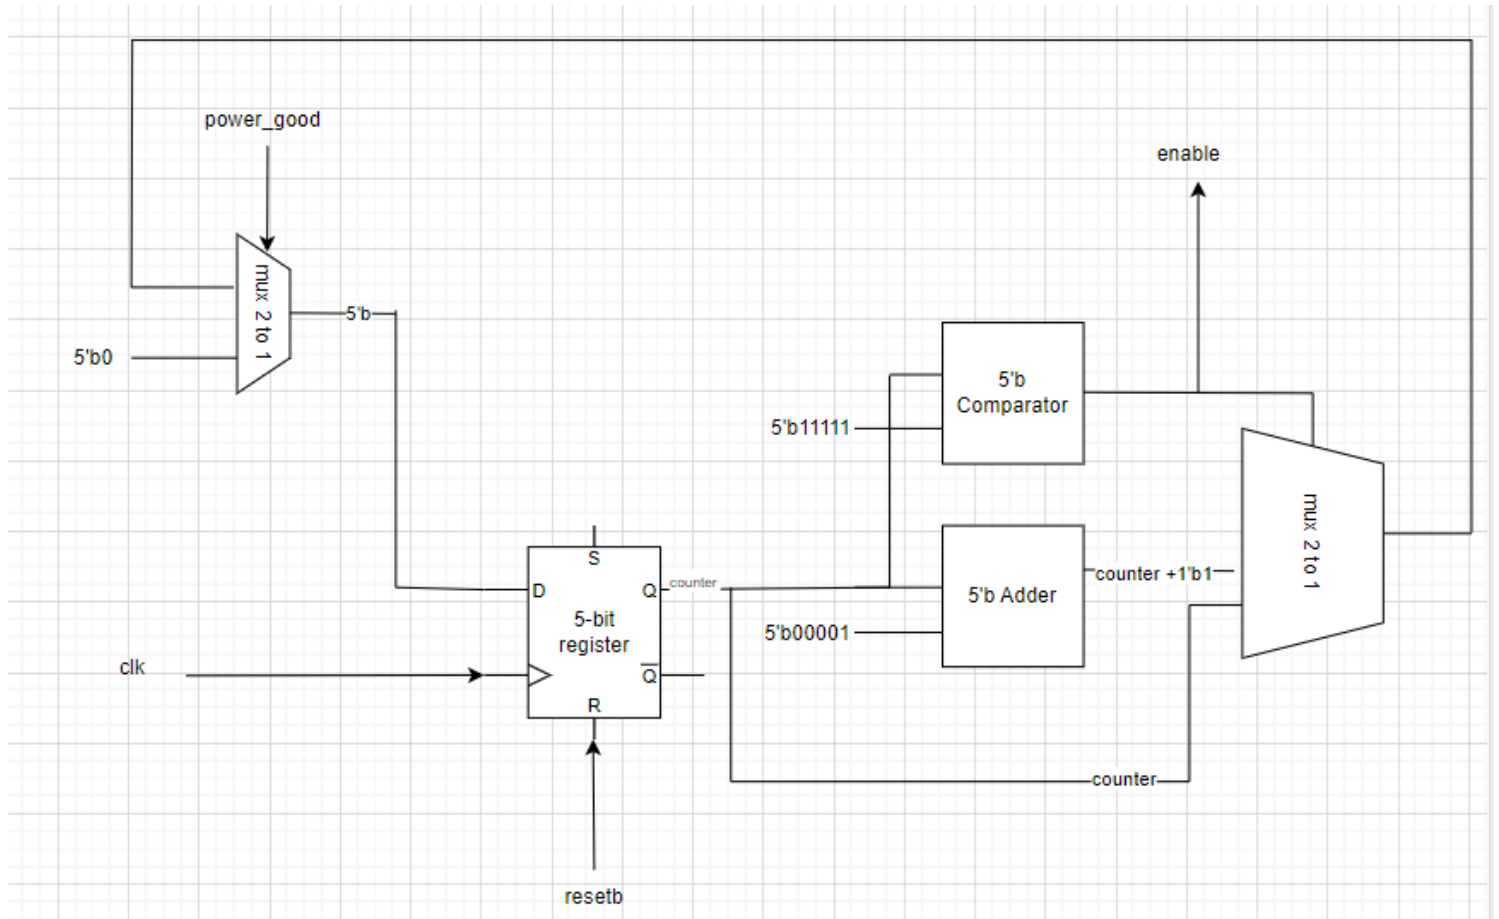 power_good
enable
mux 2 to 1
5'b
5'b0
5'b
Comparator
5'b11111
mux 2 to 1
S
D
Q
counter
counter +1'b1
5'b Adder
5-bit
register
5'b00001
clk
Q
R
counter
resetb